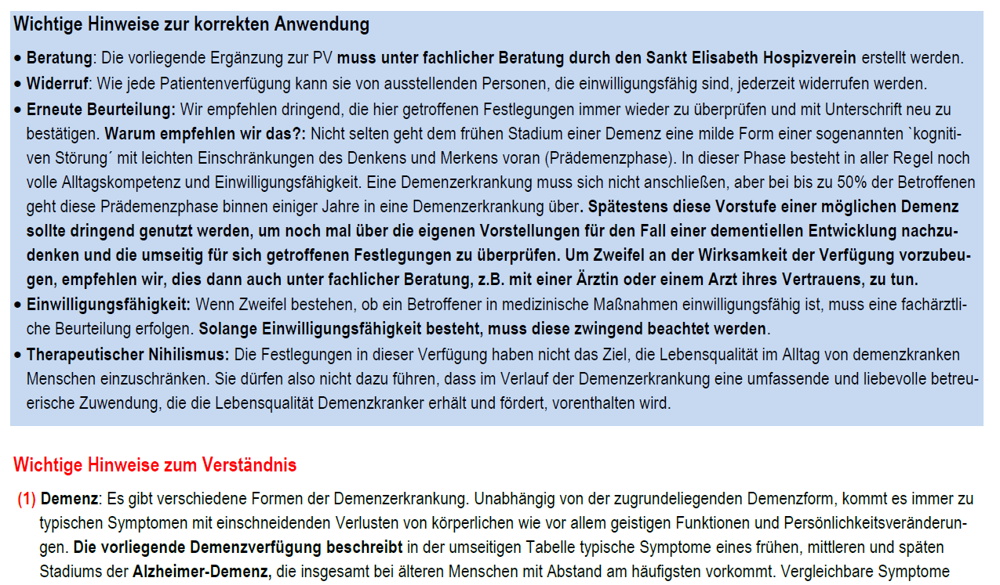 Wichtige Hinweise zur korrekten Anwendung
• Beratung: Die vorliegende Ergänzung zur PV muss unter fachlicher Beratung durch den Sankt Elisabeth Hospizverein erstellt werden.
• Widerruf: Wie jede Patientenverfügung kann sie von ausstellenden Personen, die einwilligungsfähig sind, jederzeit widerrufen werden.
• Erneute Beurteilung: Wir empfehlen dringend, die hier getroffenen Festlegungen immer wieder zu überprüfen und mit Unterschrift neu zu
bestätigen. Warum empfehlen wir das?: Nicht selten geht dem frühen Stadium einer Demenz eine milde Form einer sogenannten `kogniti-
ven Störung´ mit leichten Einschränkungen des Denkens und Merkens voran (Prädemenzphase). In dieser Phase besteht in aller Regel noch
volle Alltagskompetenz und Einwilligungsfähigkeit. Eine Demenzerkrankung muss sich nicht anschließen, aber bei bis zu 50% der Betroffenen
geht diese Prädemenzphase binnen einiger Jahre in eine Demenzerkrankung über. Spätestens diese Vorstufe einer möglichen Demenz
sollte dringend genutzt werden, um noch mal über die eigenen Vorstellungen für den Fall einer dementiellen Entwicklung nachzu-
denken und die umseitig für sich getroffenen Festlegungen zu überprüfen. Um Zweifel an der Wirksamkeit der Verfügung vorzubeu-
gen, empfehlen wir, dies dann auch unter fachlicher Beratung, z.B. mit einer Ärztin oder einem Arzt ihres Vertrauens, zu tun.
• Einwilligungsfähigkeit: Wenn Zweifel bestehen, ob ein Betroffener in medizinische Maßnahmen einwilligungsfähig ist, muss eine fachärztli-
che Beurteilung erfolgen. Solange Einwilligungsfähigkeit besteht, muss diese zwingend beachtet werden.
• Therapeutischer Nihilismus: Die Festlegungen in dieser Verfügung haben nicht das Ziel, die Lebensqualität im Alltag von demenzkranken
Menschen einzuschränken. Sie dürfen also nicht dazu führen, dass im Verlauf der Demenzerkrankung eine umfassende und liebevolle betreu-
erische Zuwendung, die die Lebensqualität Demenzkranker erhält und fördert, vorenthalten wird.
Wichtige Hinweise zum Verständnis
(1) Demenz: Es gibt verschiedene Formen der Demenzerkrankung. Unabhängig von der zugrundeliegenden Demenzform, kommt es immer zu
typischen Symptomen mit einschneidenden Verlusten von körperlichen wie vor allem geistigen Funktionen und Persönlichkeitsveränderun-
gen. Die vorliegende Demenzverfügung beschreibt in der umseitigen Tabelle typische Symptome eines frühen, mittleren und späten
Stadiums der Alzheimer-Demenz, die insgesamt bei älteren Menschen mit Abstand am häufigsten vorkommt. Vergleichbare Symptome